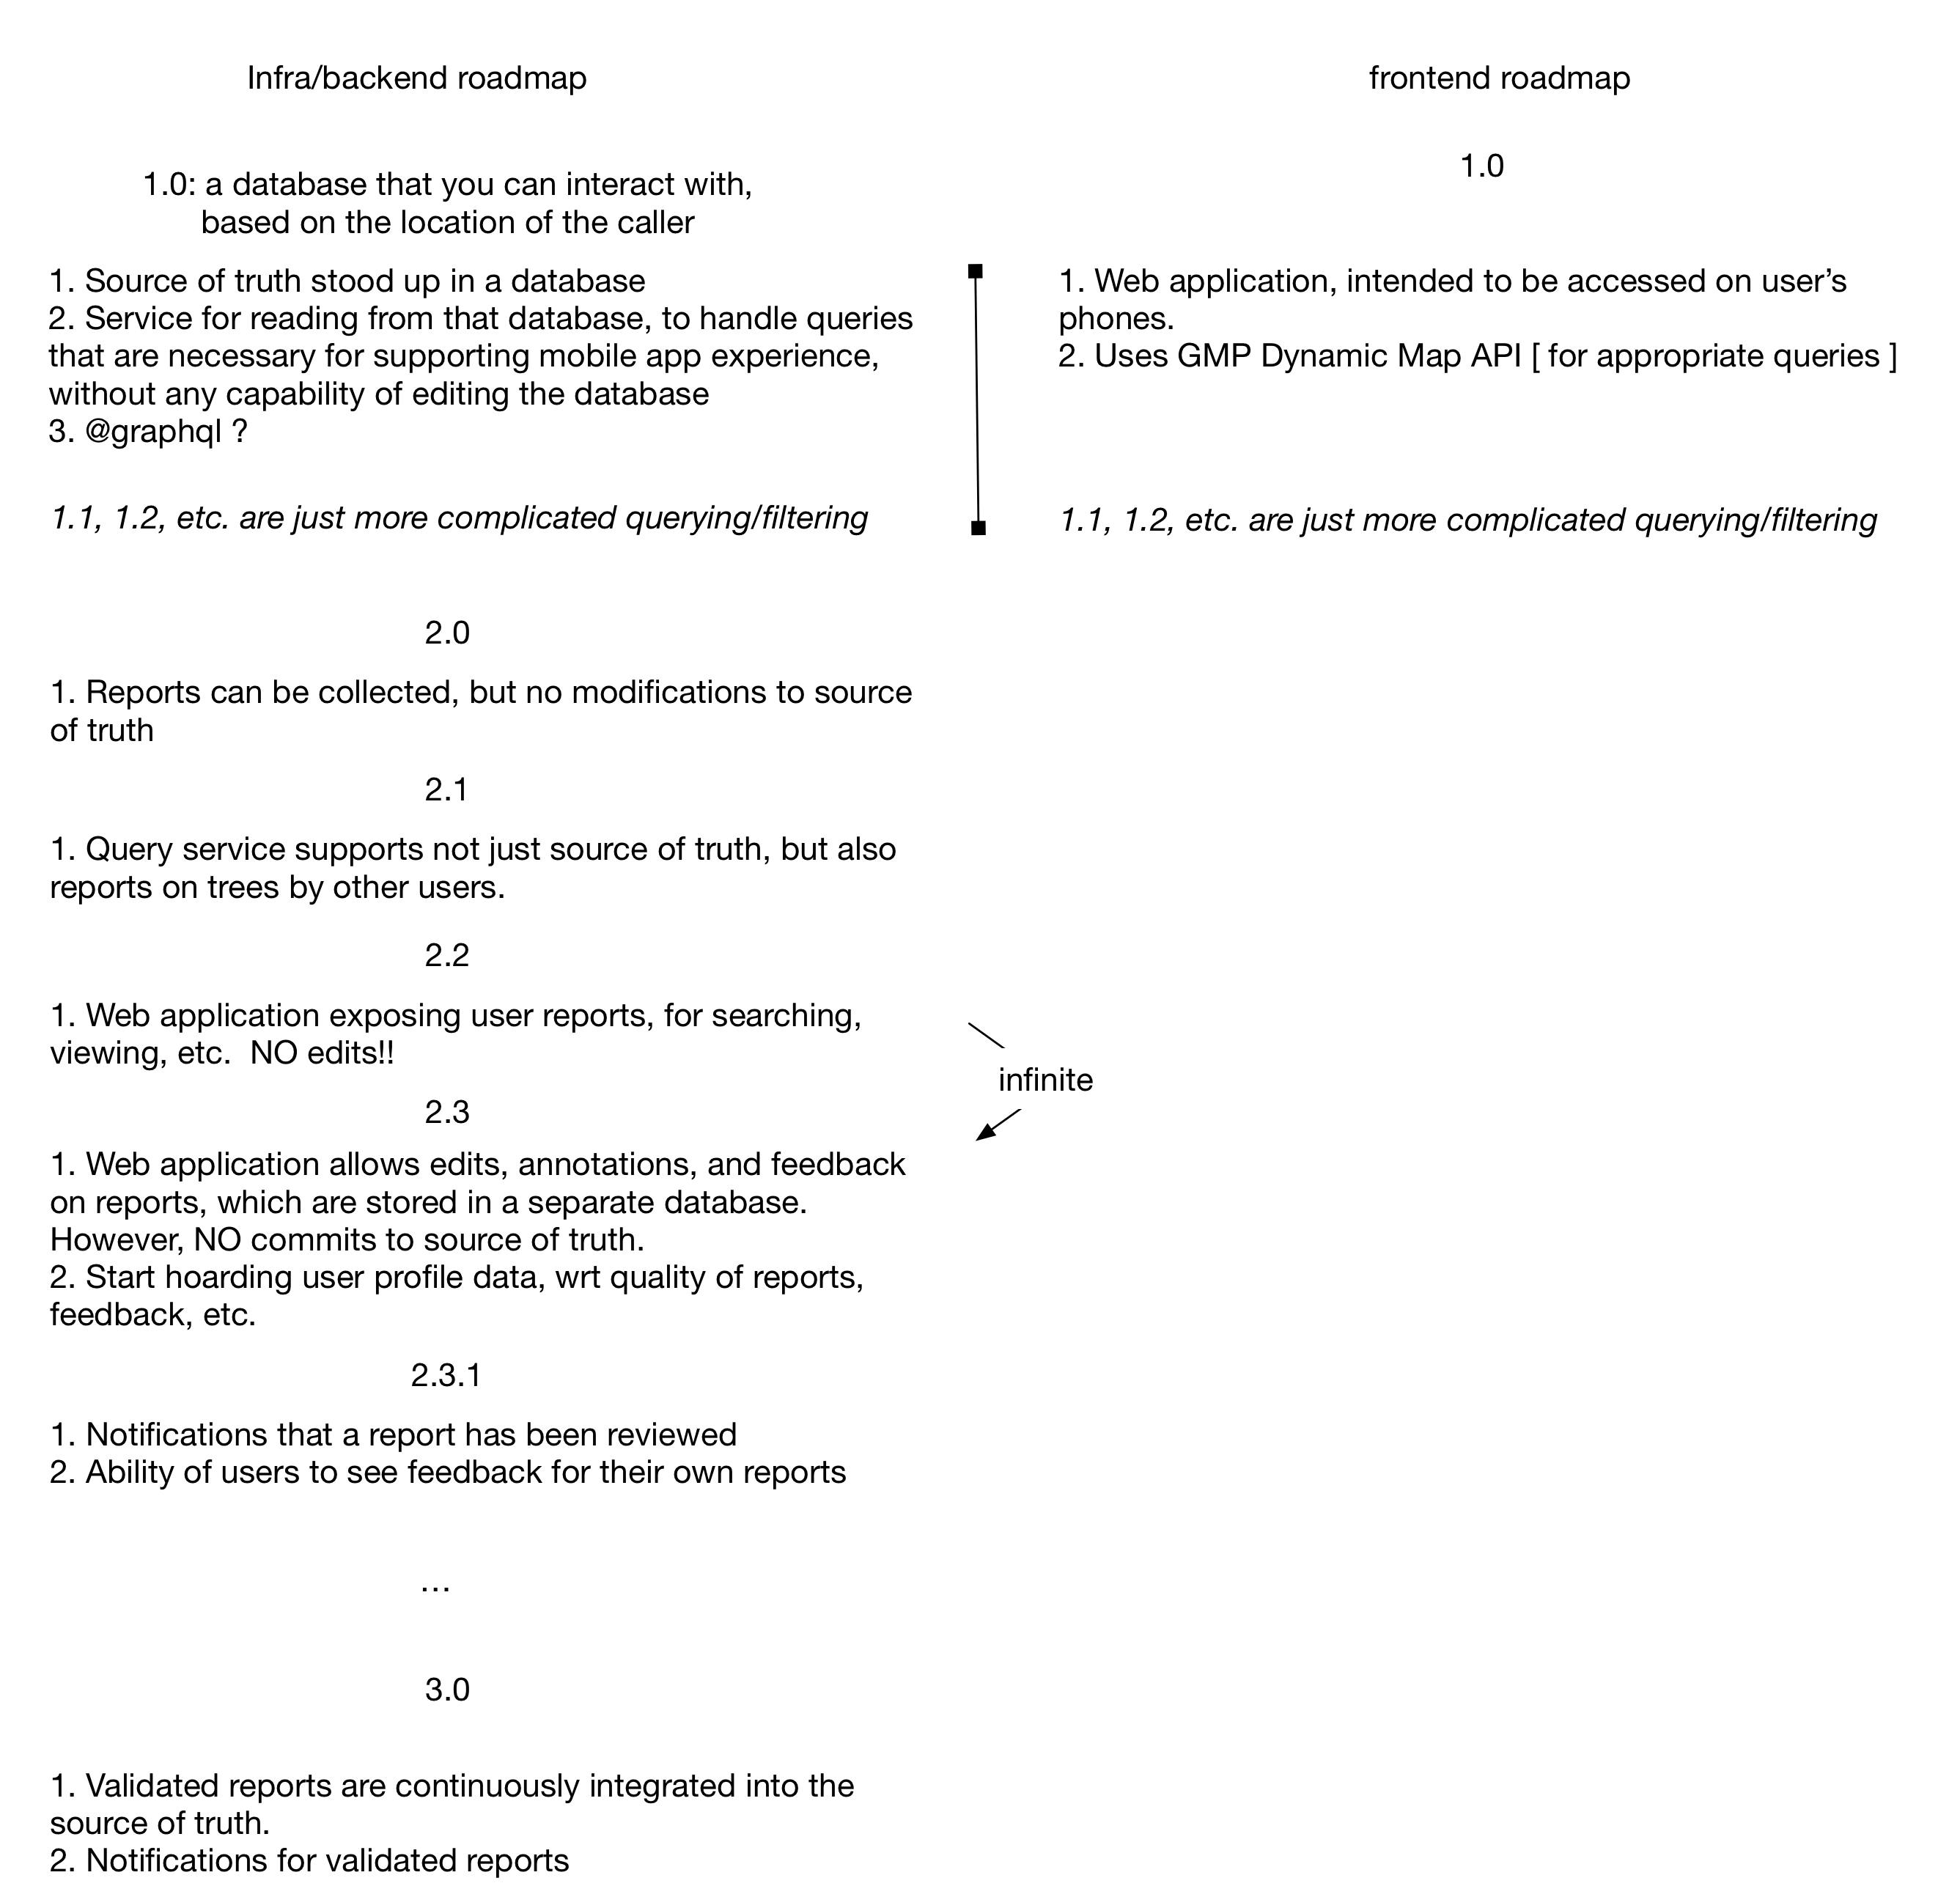 Infra/backend roadmap
1.0: a database that you can interact with,
based on the location of the caller
1. Source of truth stood up in a database
2. Service for reading from that database, to handle queries
that are necessary for supporting mobile app experience,
without any capability of editing the database
3. @graphql ?
1.1, 1.2, etc. are just more complicated querying/filtering
2.0
1. Reports can be collected, but no modifications to source
of truth
2.1
1. Query service supports not just source of truth, but also
reports on trees by other users.
2.2
1. Web application exposing user reports, for searching,
viewing, etc.  NO edits!!
2.3
1. Web application allows edits, annotations, and feedback
on reports, which are stored in a separate database.
However, NO commits to source of truth.
2. Start hoarding user profile data, wrt quality of reports,
feedback, etc.
2.3.1
1. Notifications that a report has been reviewed
2. Ability of users to see feedback for their own reports
…
3.0
1. Validated reports are continuously integrated into the
source of truth.
2. Notifications for validated reports
frontend roadmap
1.0
1. Web application, intended to be accessed on user’s
phones.
2. Uses GMP Dynamic Map API [ for appropriate queries ]
1.1, 1.2, etc. are just more complicated querying/filtering
infinite